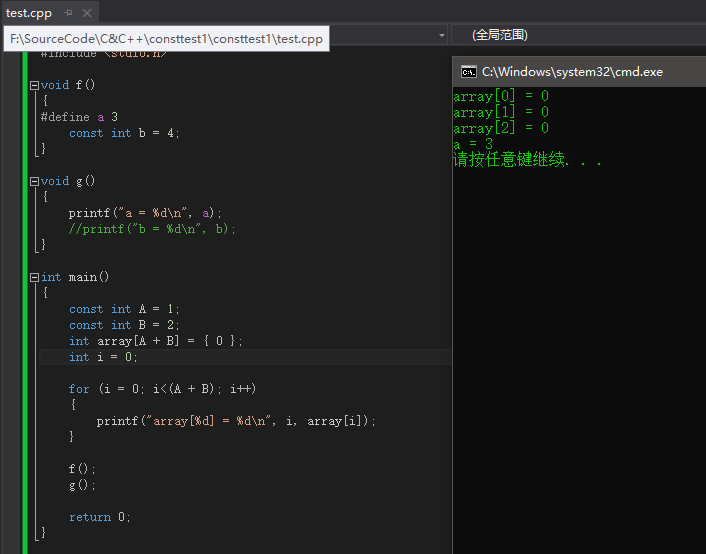 test.cpp
F:\SourceCode\C&C++\consttest1\consttest1\test.cpp
(全局范围)
#include <stdio.h>
void f()
{
#define a 3
const int b = 4;
}
void g()
{
printf("a = %d\n", a);
//printf("b = %d\n", b);
}
int main()
{
const int A = 1;
const int B = 2;
int array[A + B] = { 0 };
int i = 0;
for (i = 0; i<(A + B); i++)
{
printf("array[%d] = %d\n", i, array[i]);
}
f();
g();
return 0;
}
C:\Windows\system32\cmd.exe
array[0] = 0
array[1] = 0
array[2] = 0
a = 3
请按任意键继续. . .